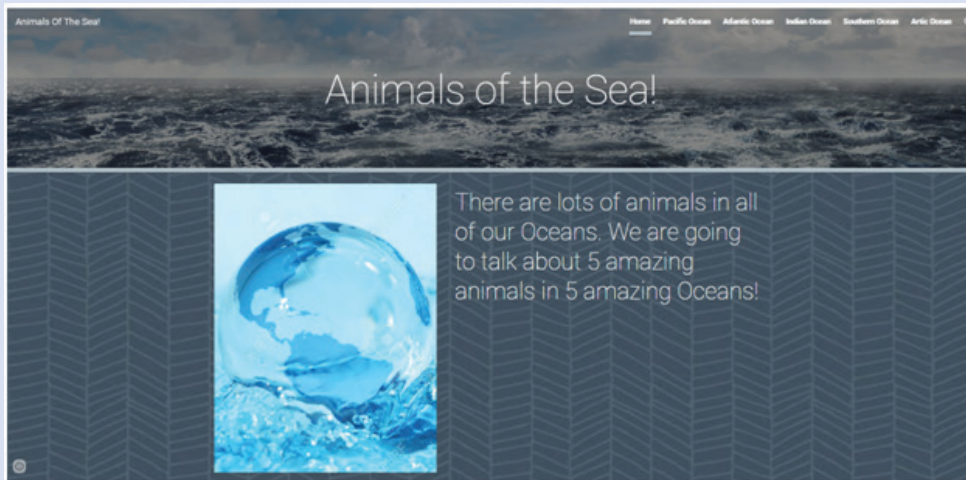 Animals Of The Sea!
Home Pacific Ocean Atlantic Ocean Indian Ocean Southern Ocean Artic Ocean
Animals of the Sea!
There are lots of animals in all
of our Oceans. We are going
to talk about 5 amazing
animals in 5 amazing Oceans!